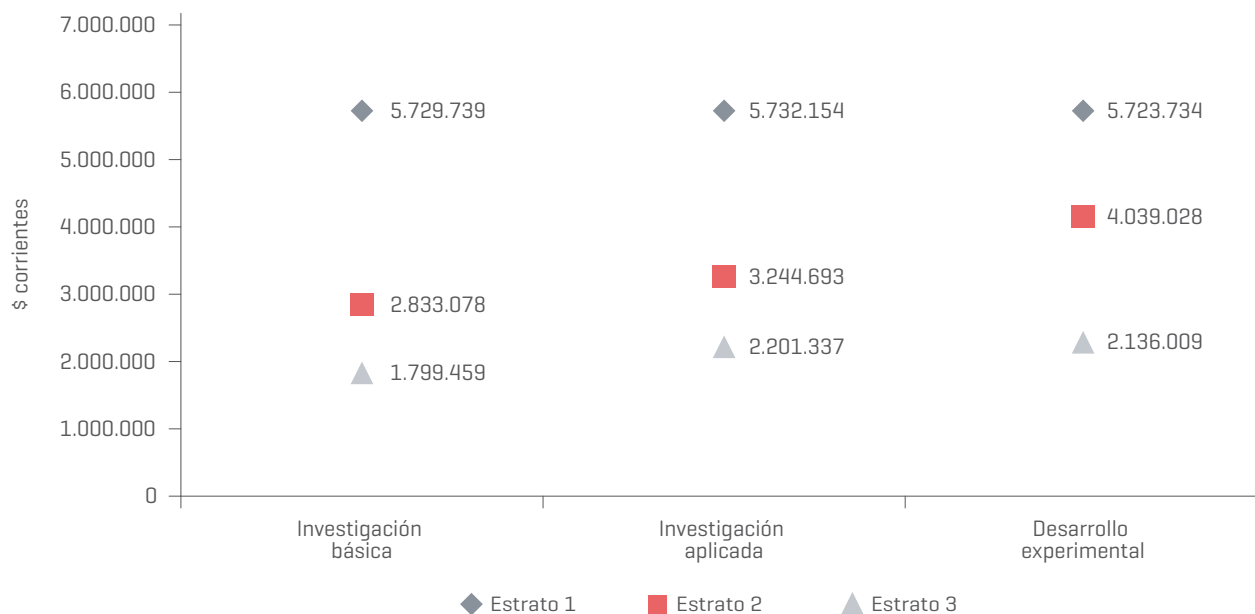 7.000.000
6.000.000
5.000.000
4.000.000
3.000.000
2.000.000
1.000.000
0
$ corrientes
5.729.739
5.732.154
5.723.734
4.039.028
3.244.693
2.833.078
2.201.337
2.136.009
1.799.459
Investigación
básica
Investigación
aplicada
Desarrollo
experimental
Estrato 1
Estrato 2
Estrato 3